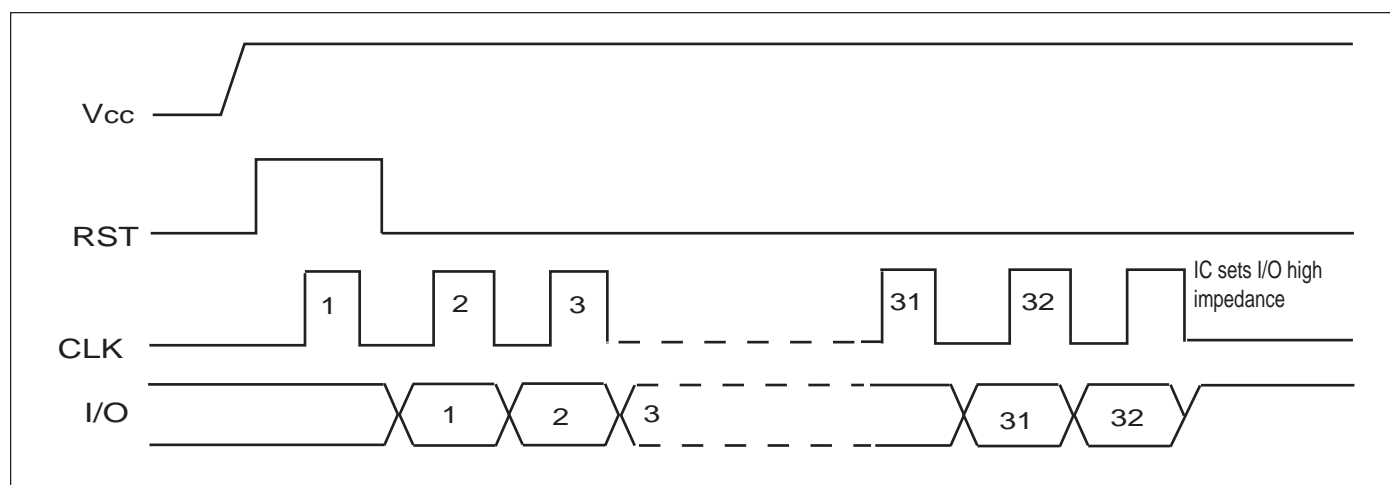 Vcc
RST
1 2 3 31 32
IC sets I/O high
impedance
CLK
I/O
1 2 3 31 32